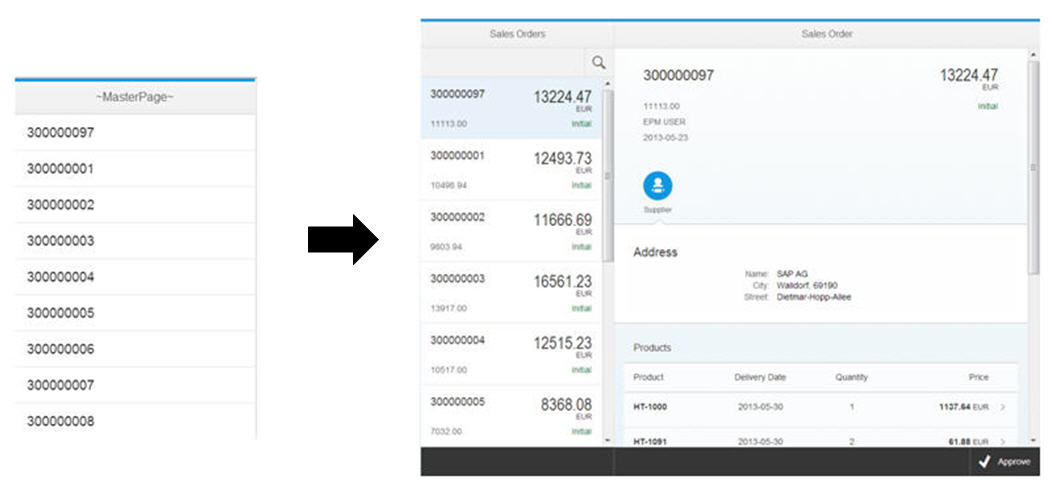 ~MasterPage~
300000097
300000001
300000002
300000003
300000004
300000005
300000006
300000007
300000008
Sales Orders
300000097 13224.47
EUR
11113.00 Initial
300000001 12493.73
EUR
10498.94 Initial
300000002 11666.69
EUR
9803.94 Initial
300000003 16561.23
EUR
13917.00 Initial
300000004 12515.23
EUR
10517.00 Initial
300000005 8368.08
EUR
7032.00 Initial
Sales Order
300000097 13224.47
EUR
11113.00 Initial
EPM USER
2013-05-23
Supplier
Address
Name: SAP AG
City: Walldorf, 69190
Street: Dietmar-Hopp-Allee
Products
Product Delivery Date Quantity Price
HT-1000 2013-05-30 1 1137.64 EUR
HT-1091 2013-05-30 2 61.88 EUR
Approve